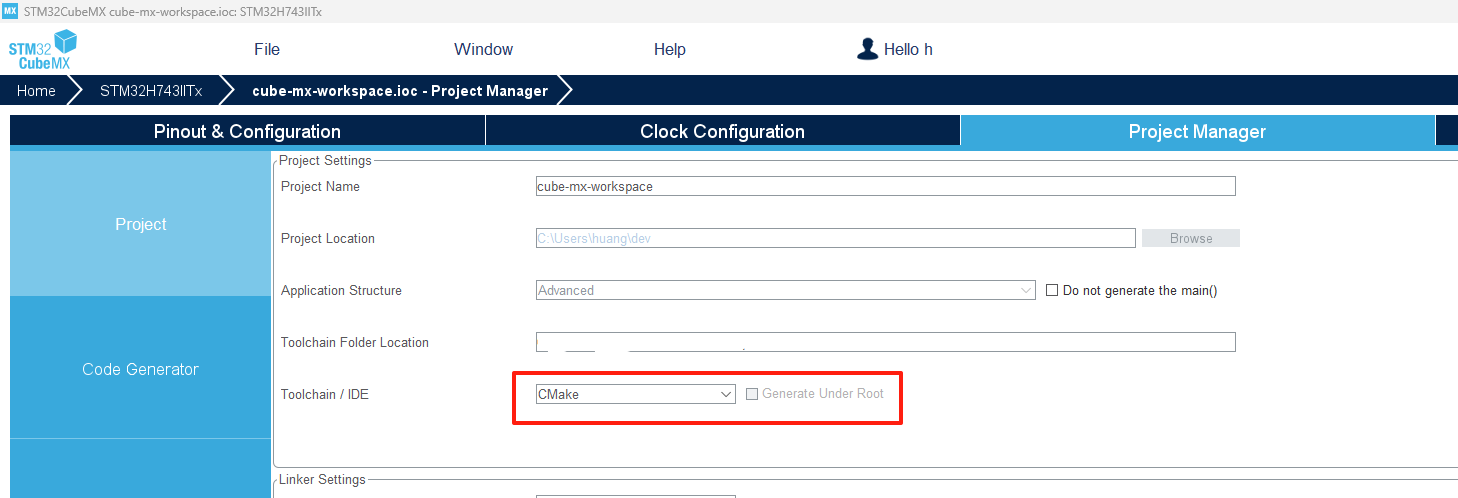 MX STM32CubeMX cube-mx-workspace.ioc: STM32H743IITx
STM32
CubeMX
File Window Help Hello h
Home STM32H743IITx cube-mx-workspace.ioc - Project Manager
Pinout & Configuration Clock Configuration Project Manager
Project
Code Generator
Project Settings
Project Name cube-mx-workspace
Project Location C:\Users\huang\dev Browse
Application Structure Advanced Do not generate the main()
Toolchain Folder Location
Toolchain / IDE CMake Generate Under Root
Linker Settings